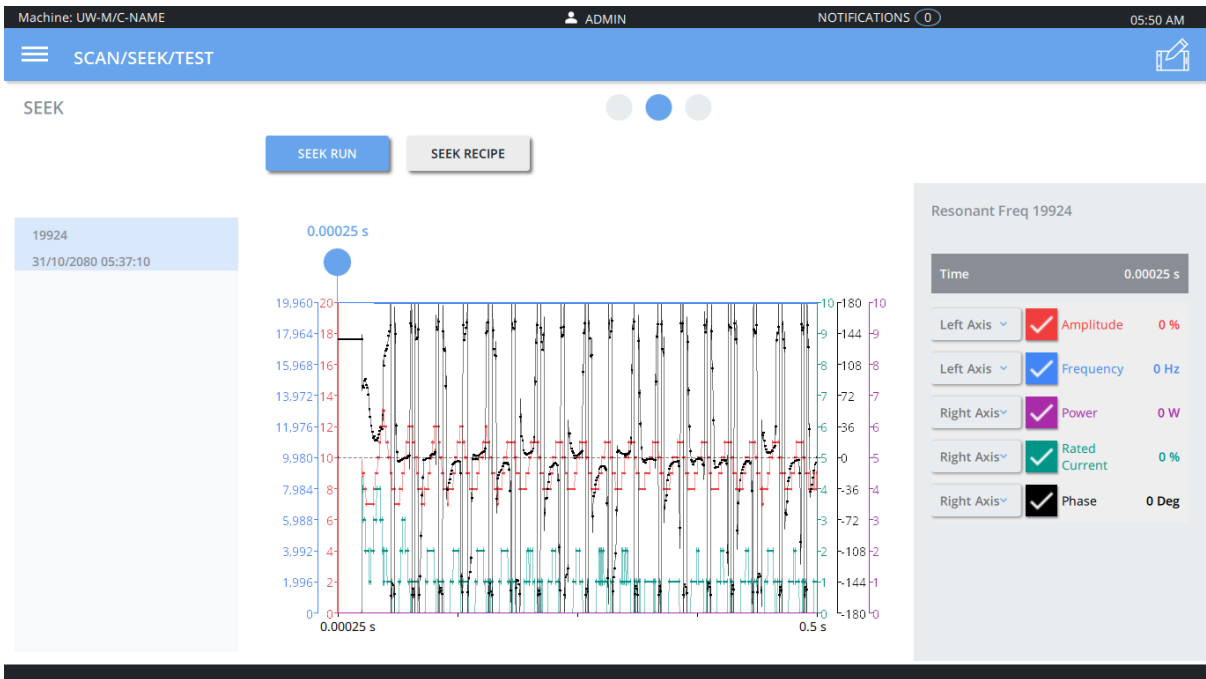 Machine: UW-M/C-NAME
ADMIN
NOTIFICATIONS 0
05:50 AM
SCAN/SEEK/TEST
SEEK
SEEK RUN
SEEK RECIPE
19924
31/10/2080 05:37:10
0.00025 s
19,960 20 10 180 10
17,964 18 9 144 9
15,968 16 8 108 8
13,972 14 7 72 7
11,976 12 6 36 6
9,980 10 5 0 5
7,984 8 4 -36 4
5,988 6 3 -72 3
3,992 4 2 -108 2
1,996 2 1 -144 1
0 0 0 -180 0
0.00025 s 0.5 s
Resonant Freq 19924
Time 0.00025 s
Left Axis Amplitude 0 %
Left Axis Frequency 0 Hz
Right Axis Power 0 W
Right Axis Rated
Current 0 %
Right Axis Phase 0 Deg